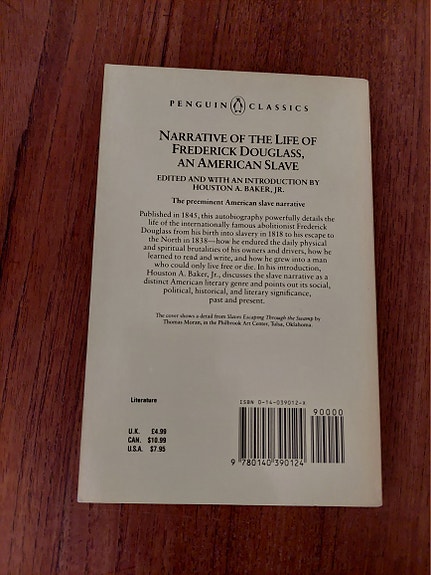 PENGUIN CLASSICS
NARRATIVE OF THE LIFE OF
FREDERICK DOUGLASS,
AN AMERICAN SLAVE
EDITED AND WITH AN INTRODUCTION BY
HOUSTON A. BAKER, JR.
The preeminent American slave narrative
Published in 1845, this autobiography powerfully details the
life of the internationally famous abolitionist Frederick
Douglass from his birth into slavery in 1818 to his escape to
the North in 1838—how he endured the daily physical
and spiritual brutalities of his owners and drivers, how he
learned to read and write, and how he grew into a man
who could only live free or die. In his introduction,
Houston A. Baker, Jr., discusses the slave narrative as a
distinct American literary genre and points out its social,
political, historical, and literary significance,
past and present.
The cover shows a detail from Slaves Escaping Through the Swamp by
Thomas Moran, in the Philbrook Art Center, Tulsa, Oklahoma.
Literature
U.K. £4.99
CAN. $10.99
U.S.A. $7.95
ISBN 0-14-039012-X
90000
9 780140 390124